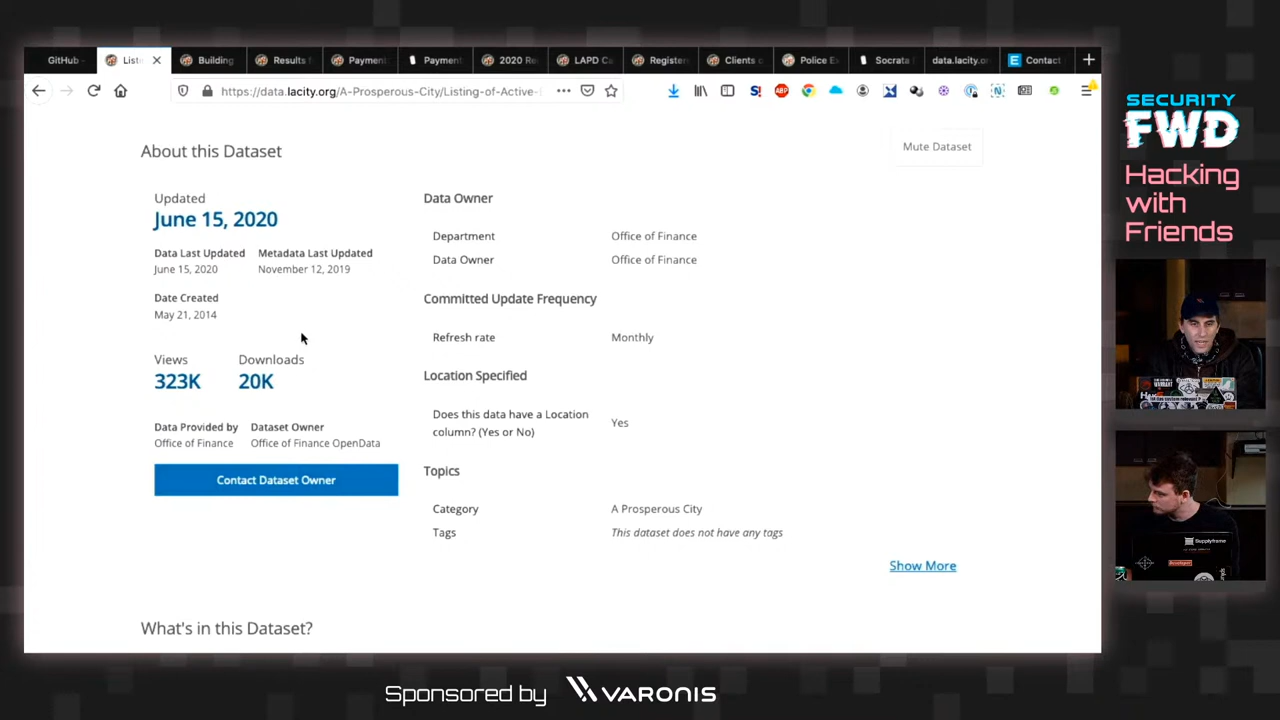 GitHub
Liste
Building
Results f
Payment
Payment
2020 Re
LAPD Ca
Register
Clients o
Police E
Socrata
data.lacity.o
Contact
https://data.lacity.org/A-Prosperous-City/Listing-of-Active-
About this Dataset
Mute Dataset
Updated
June 15, 2020
Data Last Updated Metadata Last Updated
June 15, 2020 November 12, 2019
Date Created
May 21, 2014
Views Downloads
323K 20K
Data Provided by Dataset Owner
Office of Finance Office of Finance OpenData
Contact Dataset Owner
Data Owner
Department Office of Finance
Data Owner Office of Finance
Committed Update Frequency
Refresh rate Monthly
Location Specified
Does this data have a Location
column? (Yes or No) Yes
Topics
Category A Prosperous City
Tags This dataset does not have any tags
Show More
What's in this Dataset?
SECURITY
FWD
Hacking
with
Friends
Supplyframe
Sponsored by VARONIS